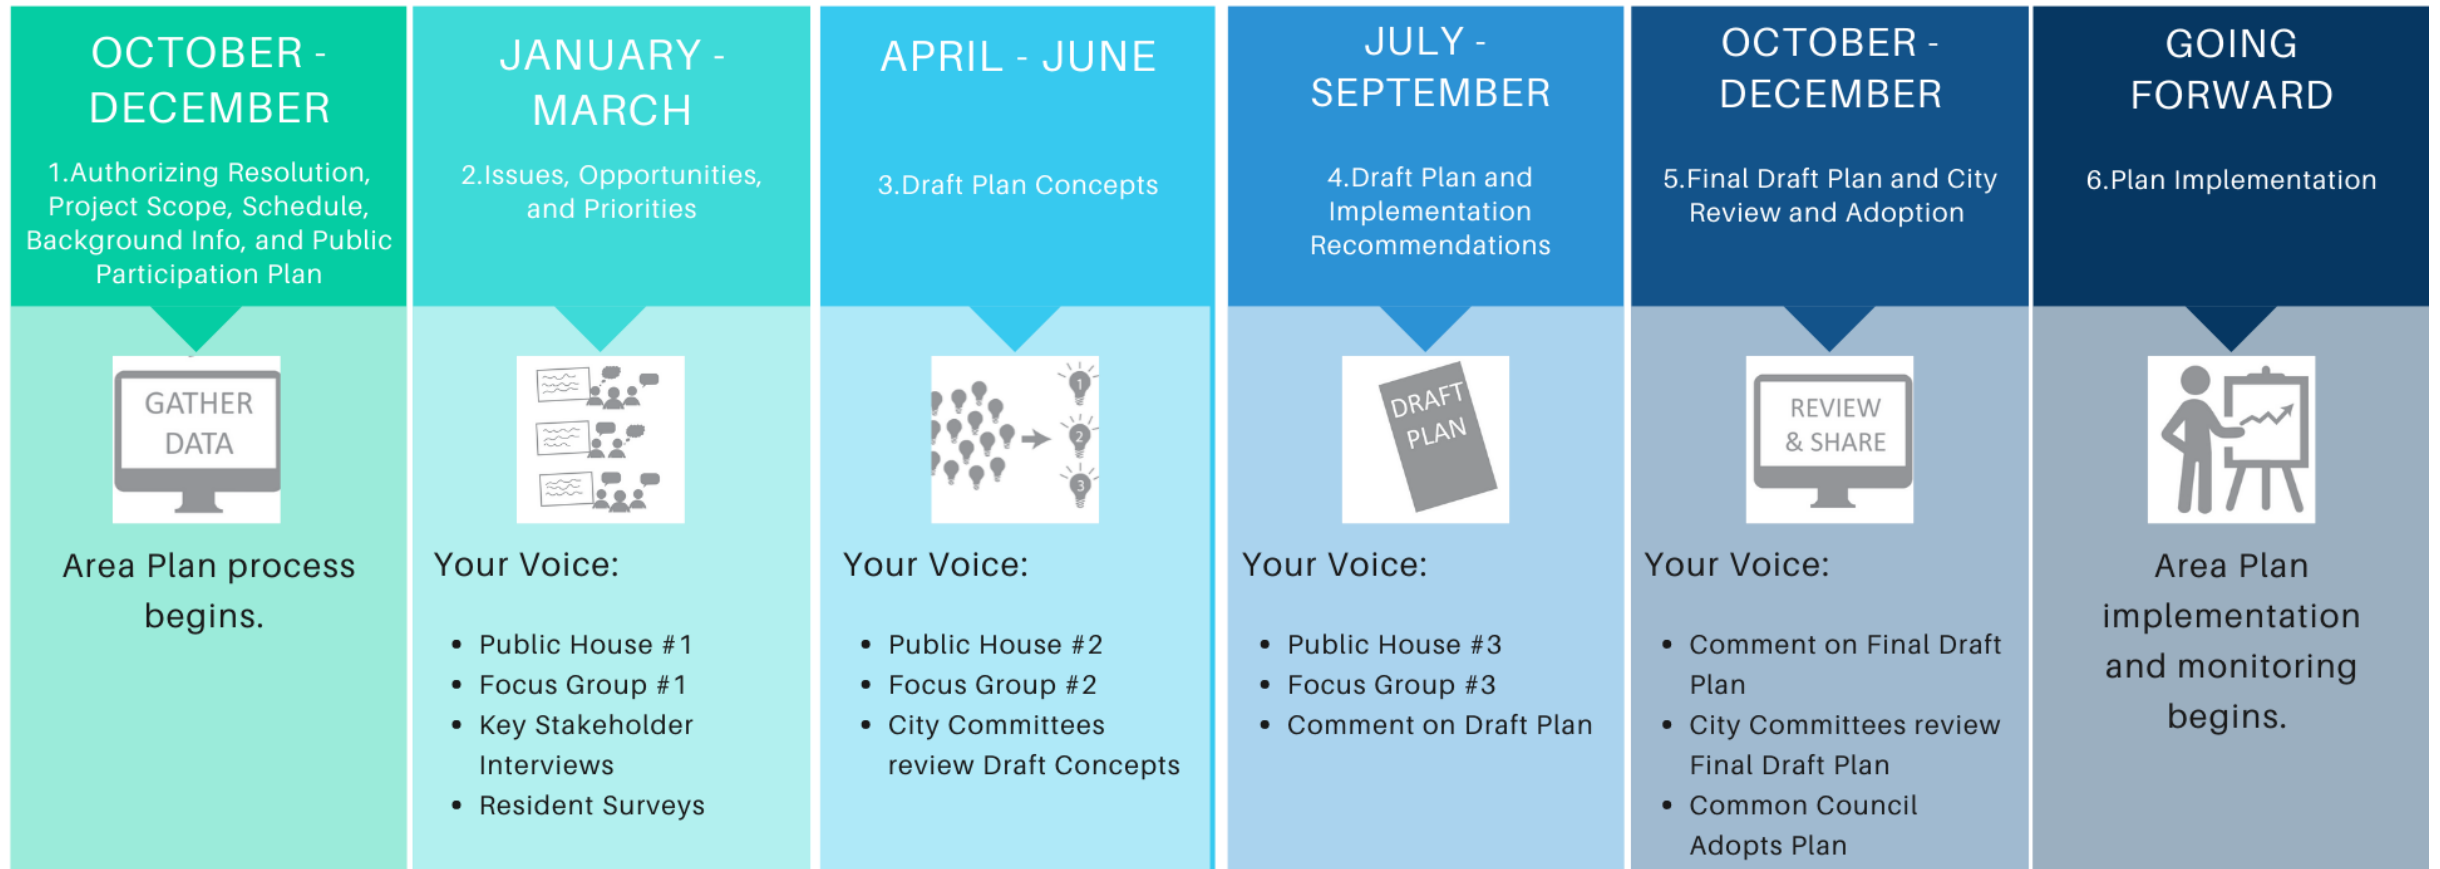 OCTOBER -
DECEMBER
1.Authorizing Resolution,
Project Scope, Schedule,
Background Info, and Public
Participation Plan
GATHER
DATA
Area Plan process
begins.
JANUARY -
MARCH
2.Issues, Opportunities,
and Priorities
Your Voice:
• Public House #1
• Focus Group #1
• Key Stakeholder
Interviews
• Resident Surveys
APRIL - JUNE
3.Draft Plan Concepts
1
2
3
Your Voice:
• Public House #2
• Focus Group #2
• City Committees
review Draft Concepts
JULY -
SEPTEMBER
4.Draft Plan and
Implementation
Recommendations
DRAFT
PLAN
Your Voice:
• Public House #3
• Focus Group #3
• Comment on Draft Plan
OCTOBER -
DECEMBER
5.Final Draft Plan and City
Review and Adoption
REVIEW
& SHARE
Your Voice:
• Comment on Final Draft
Plan
• City Committees review
Final Draft Plan
• Common Council
Adopts Plan
GOING
FORWARD
6.Plan Implementation
Area Plan
implementation
and monitoring
begins.